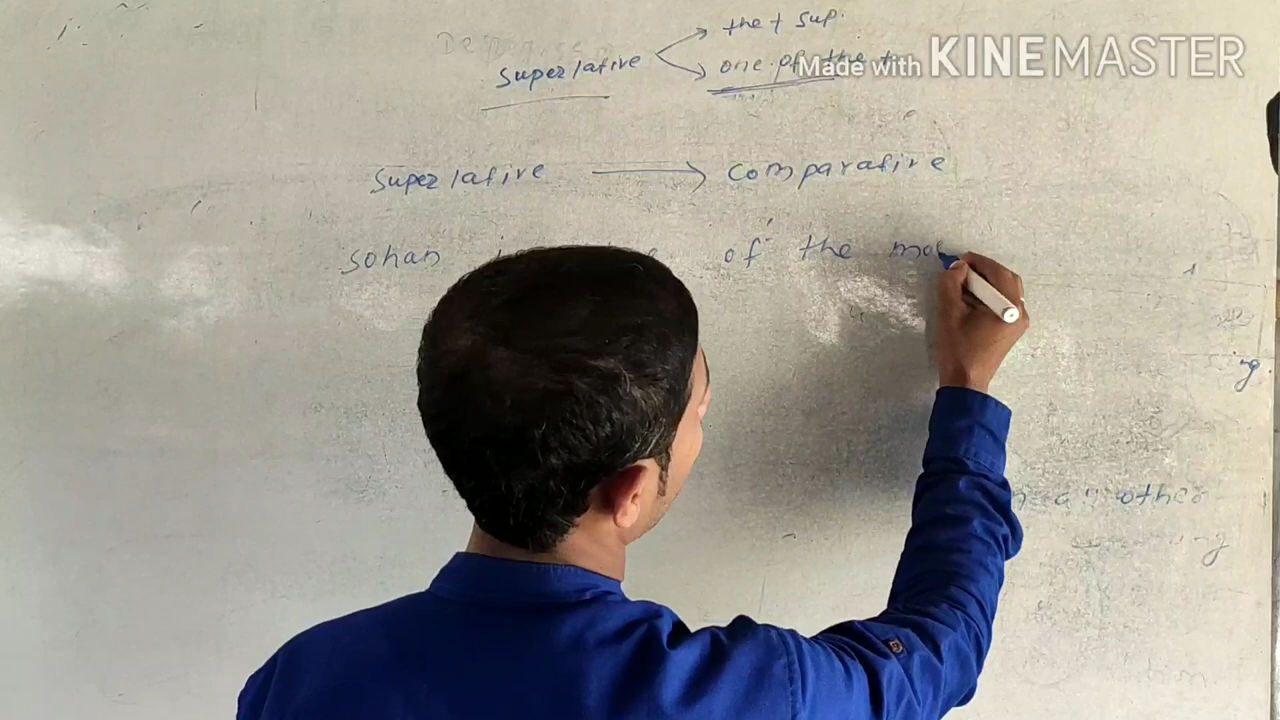 the + sup.
Superlative
one of the +
Made with KINEMASTER
Superlative → Comparative
sohan of the mo
other